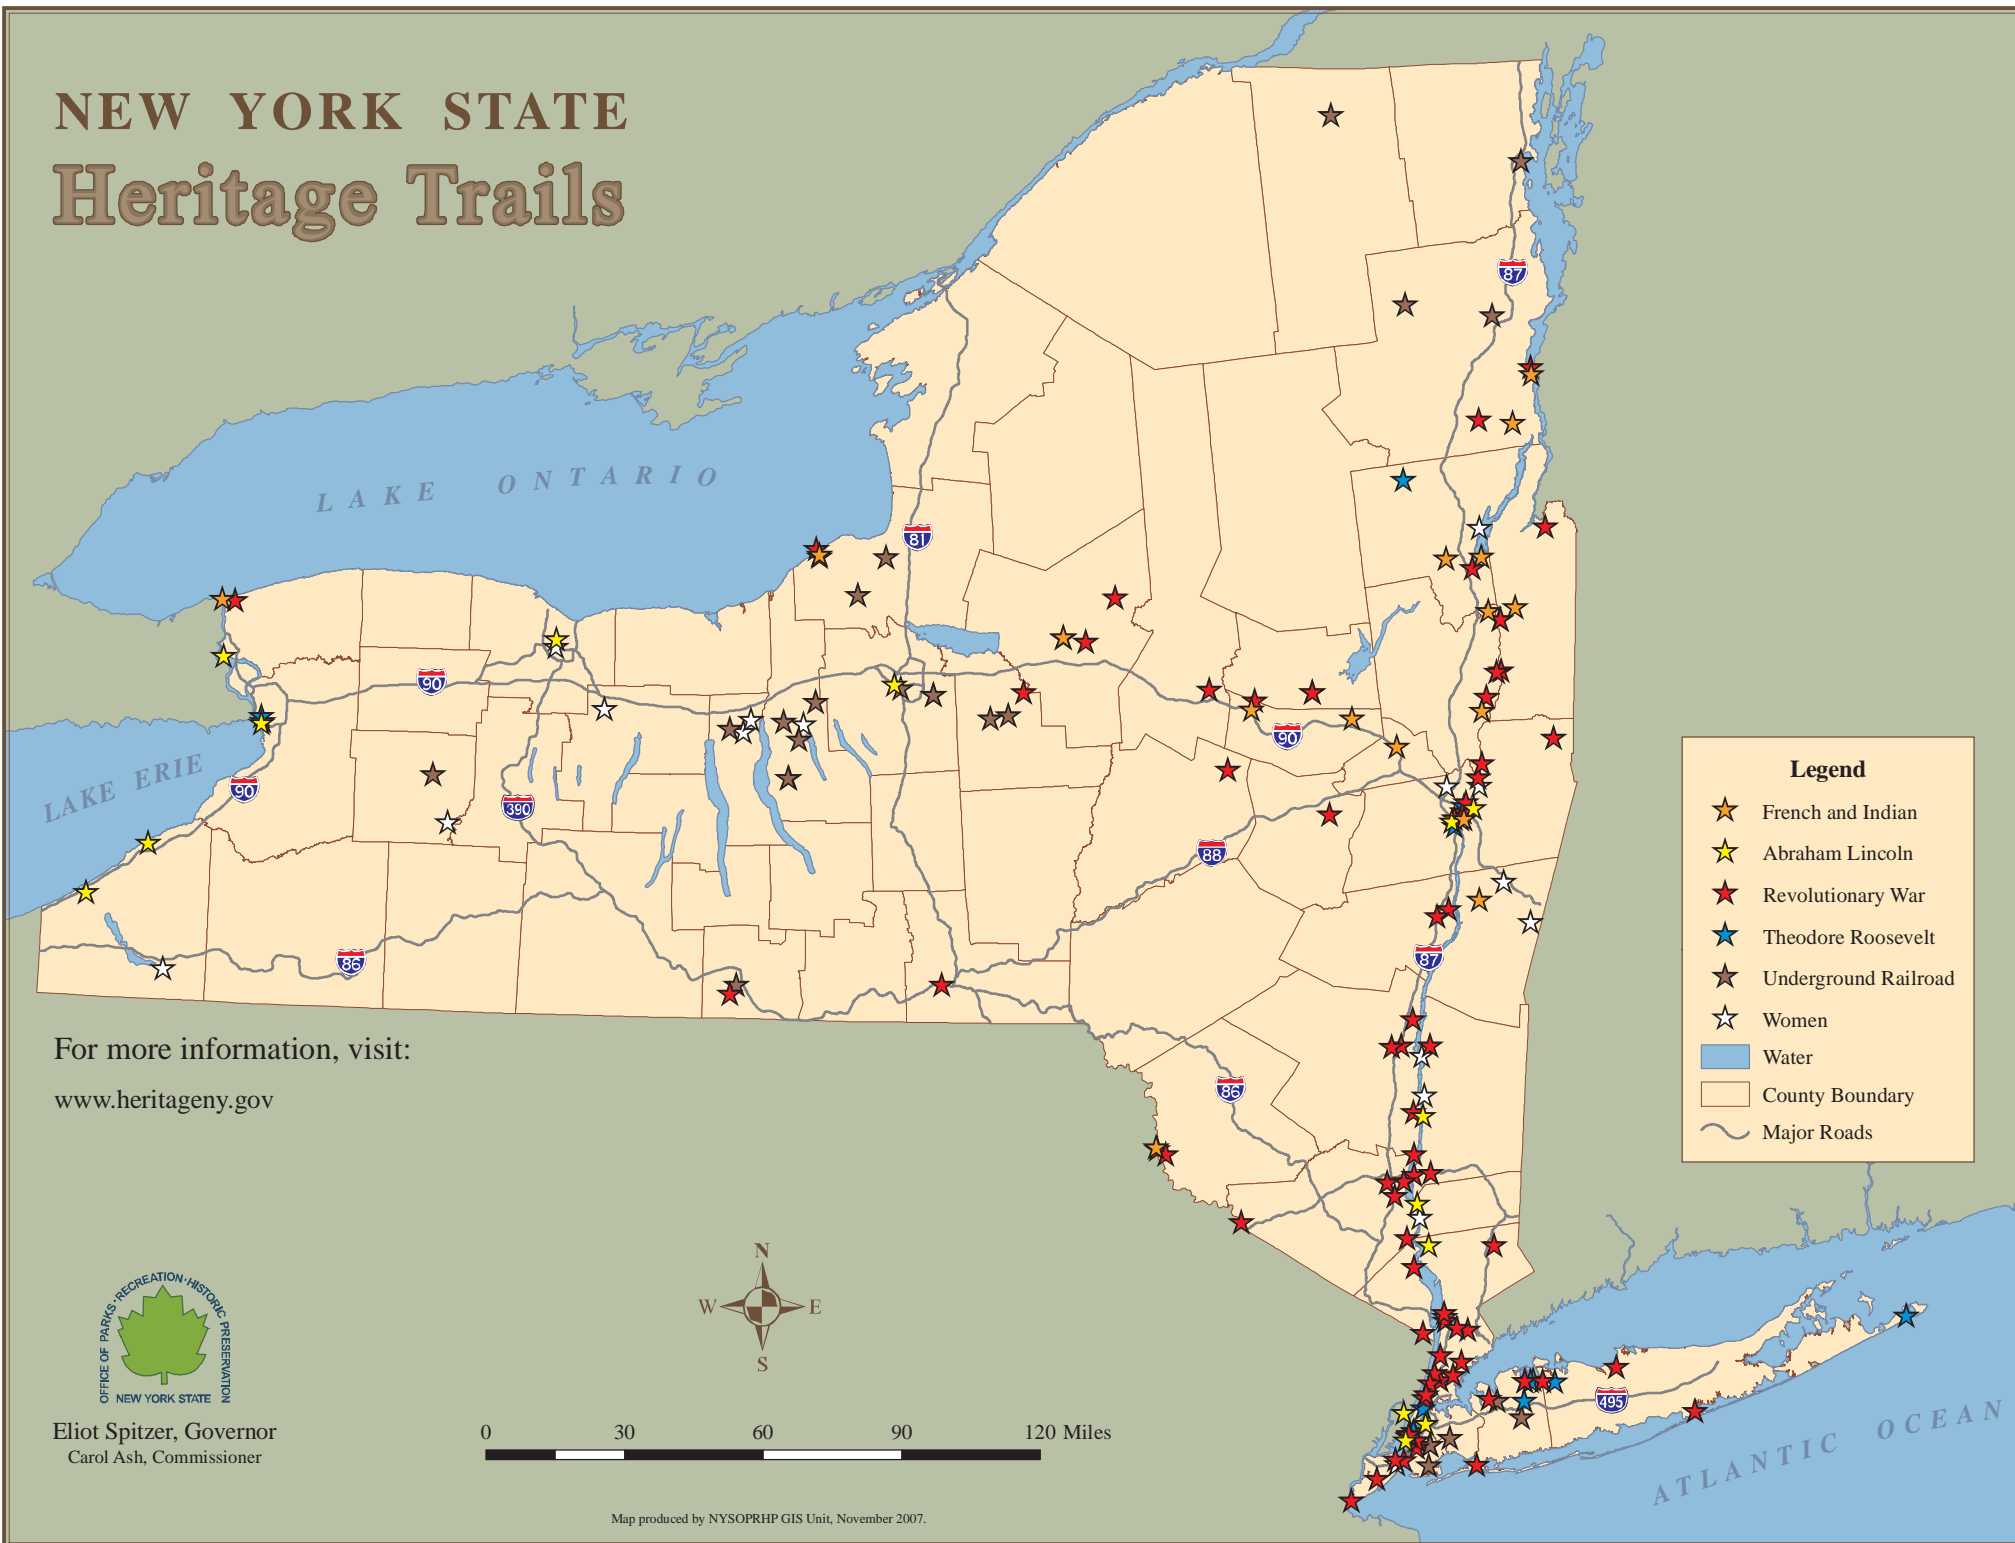 NEW YORK STATE
Heritage Trails
LAKE ONTARIO
LAKE ERIE
ATLANTIC OCEAN
87
81
90
90
390
90
88
86
87
86
495
Legend
French and Indian
Abraham Lincoln
Revolutionary War
Theodore Roosevelt
Underground Railroad
Women
Water
County Boundary
Major Roads
For more information, visit:
www.heritageny.gov
N
W E
S
OFFICE OF PARKS·RECREATION·HISTORIC PRESERVATION
NEW YORK STATE
Eliot Spitzer, Governor
Carol Ash, Commissioner
0 30 60 90 120 Miles
Map produced by NYSOPRHP GIS Unit, November 2007.